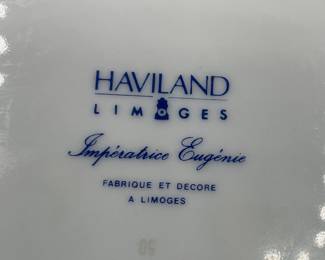 HAVILAND
LIMOGES
Impératrice Eugénie
FABRIQUE ET DECORE
A LIMOGES